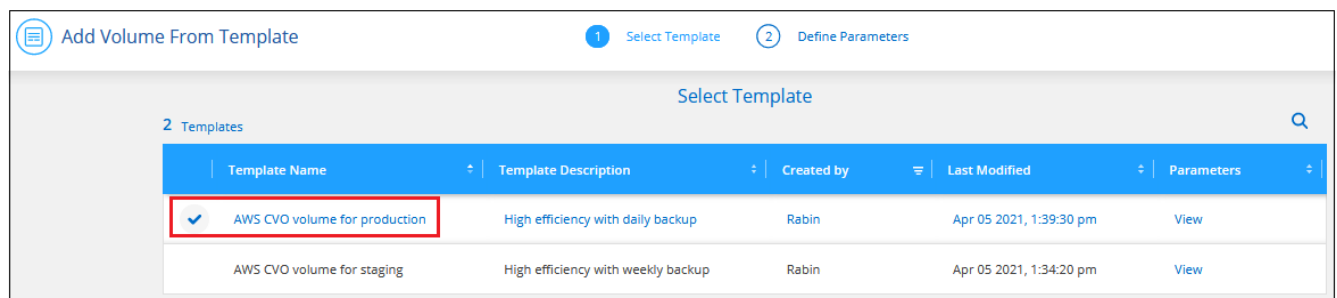 Add Volume From Template
1 Select Template 2 Define Parameters
Select Template
2 Templates
Template Name Template Description Created by Last Modified Parameters
AWS CVO volume for production High efficiency with daily backup Rabin Apr 05 2021, 1:39:30 pm View
AWS CVO volume for staging High efficiency with weekly backup Rabin Apr 05 2021, 1:34:20 pm View